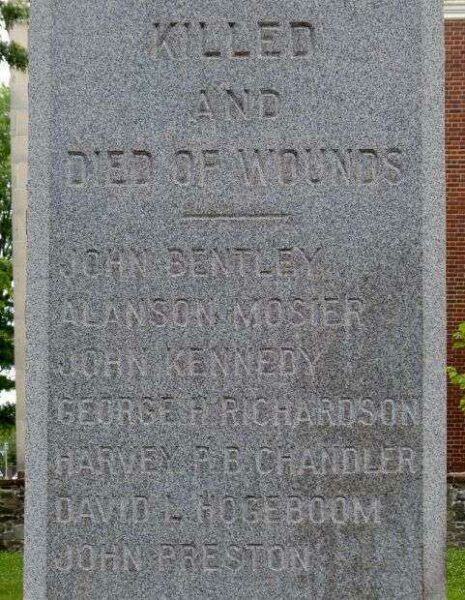 KILLED
AND
DIED OF WOUNDS
JOHN BENTLEY
ALANSON MOSIER
JOHN KENNEDY
GEORGE H. RICHARDSON
HARVEY P. B. CHANDLER
DAVID L. HOGEBOOM
JOHN PRESTON